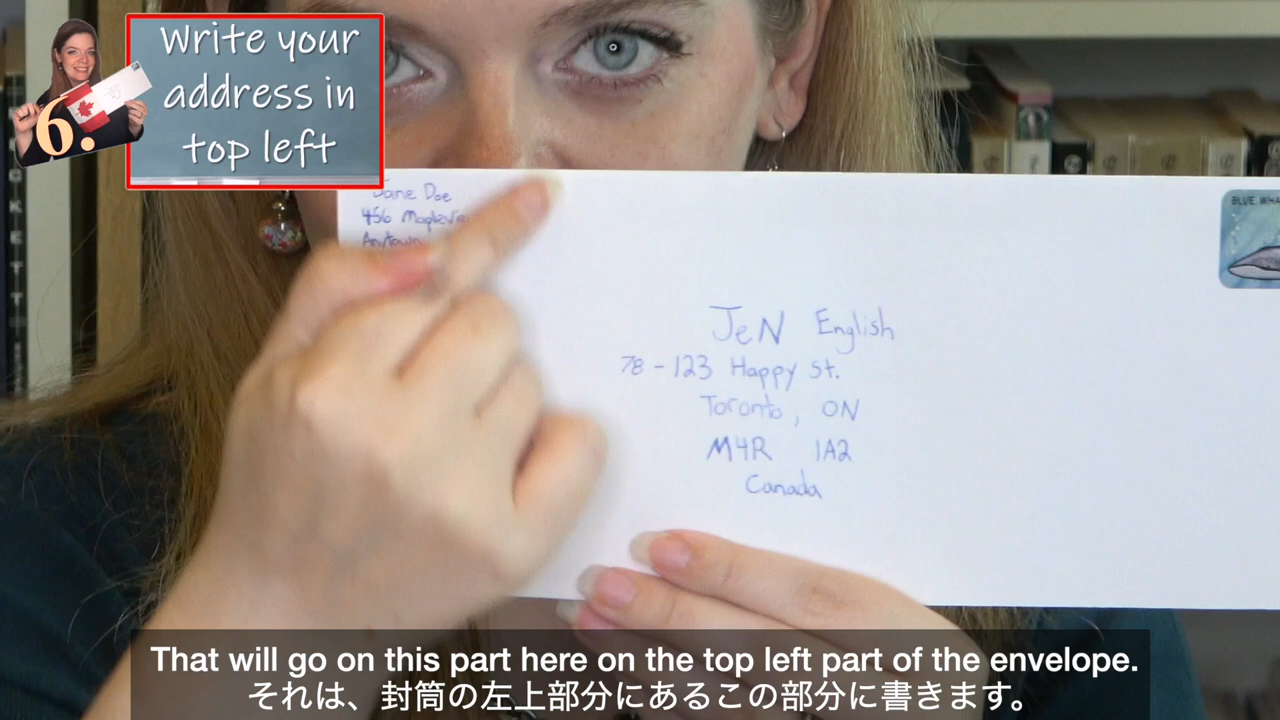 6.
Write your
address in
top left
Jane Doe
456
Anytown
BLUE WHA
JeN English
78-123 Happy St.
Toronto, ON
M4R 1A2
Canada
That will go on this part here on the top left part of the envelope.
それは、封筒の左上部分にあるこの部分に書きます。